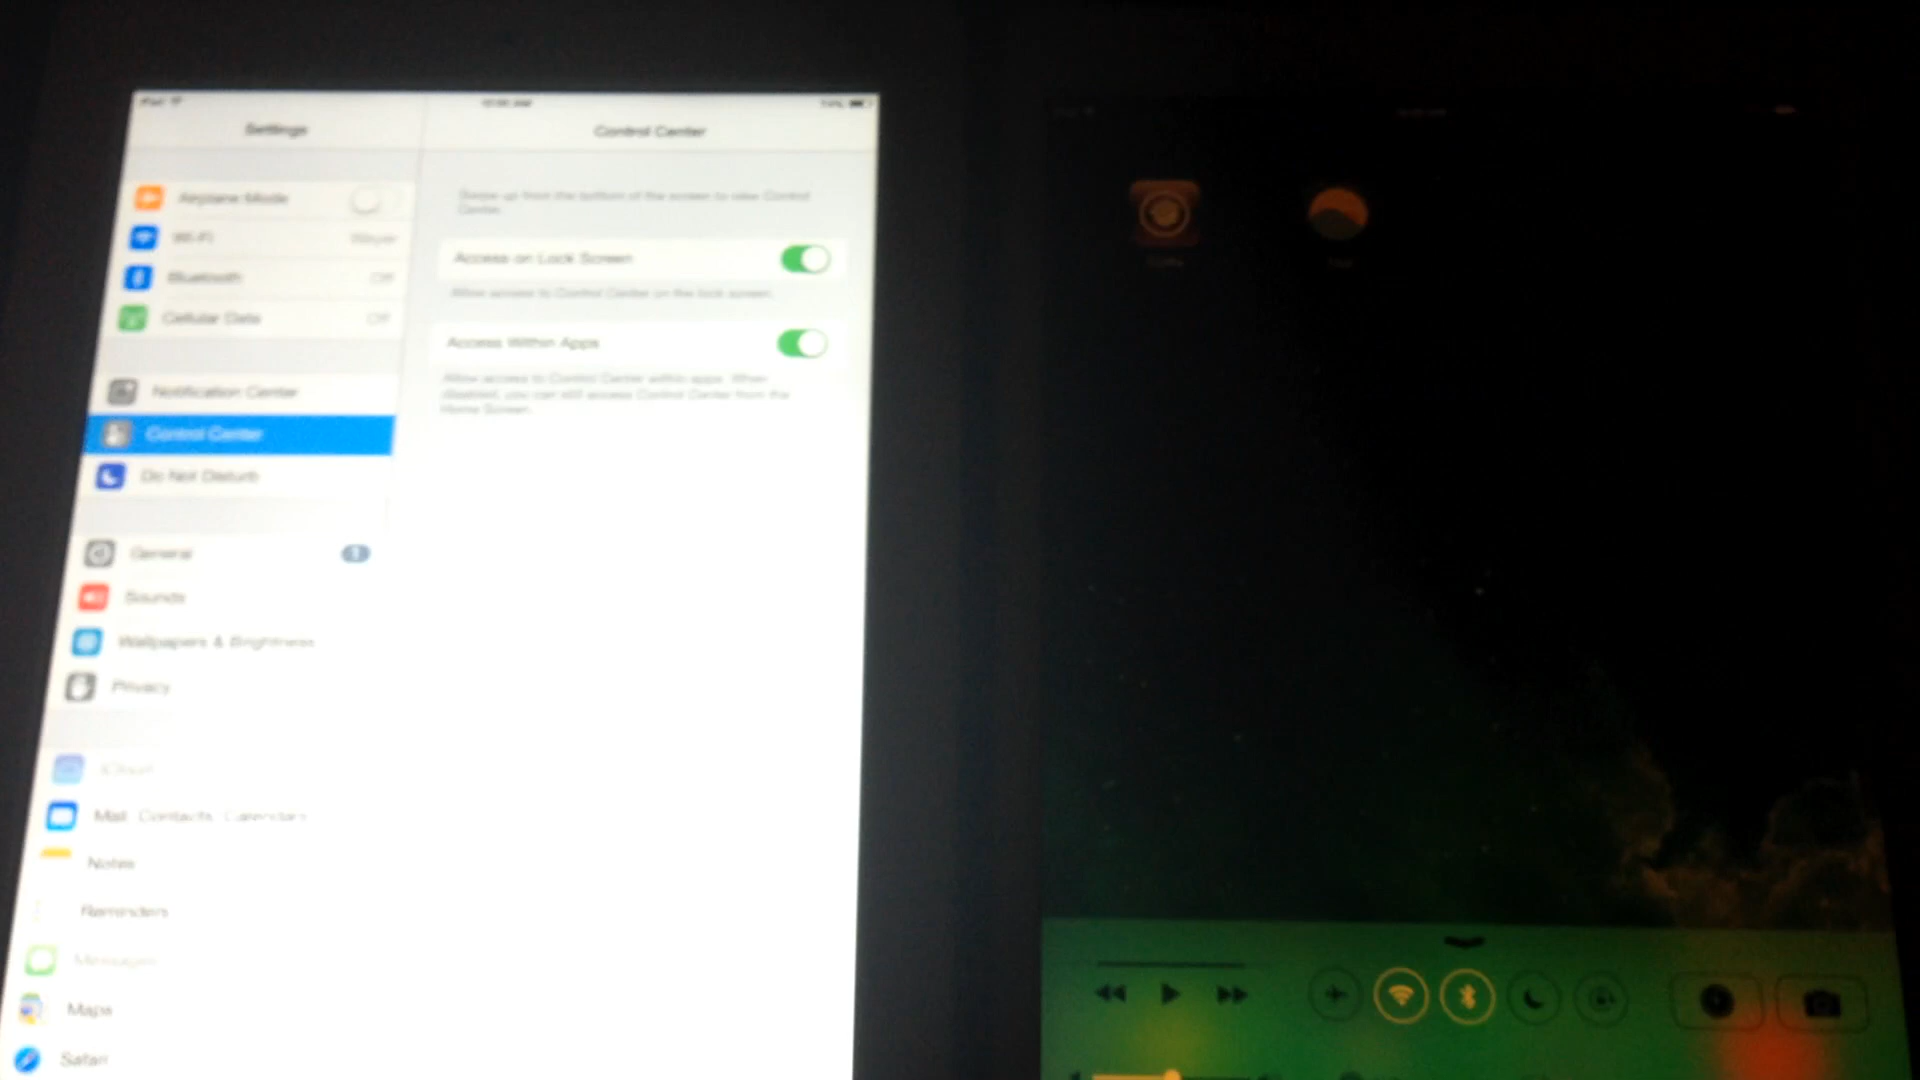 iPad
Settings
Control Center
Airplane Mode
Wi-Fi
Bluetooth
Off
Cellular Data
Off
Notification Center
Control Center
Do Not Disturb
General
1
Sounds
Wallpapers & Brightness
Privacy
iCloud
Mail, Contacts, Calendars
Notes
Reminders
Messages
Maps
Safari
Swipe up from the bottom of the screen to view Control
Center.
Access on Lock Screen
Allow access to Control Center on the lock screen.
Access Within Apps
Allow access to Control Center within apps. When
disabled, you can still access Control Center from the
Home Screen.